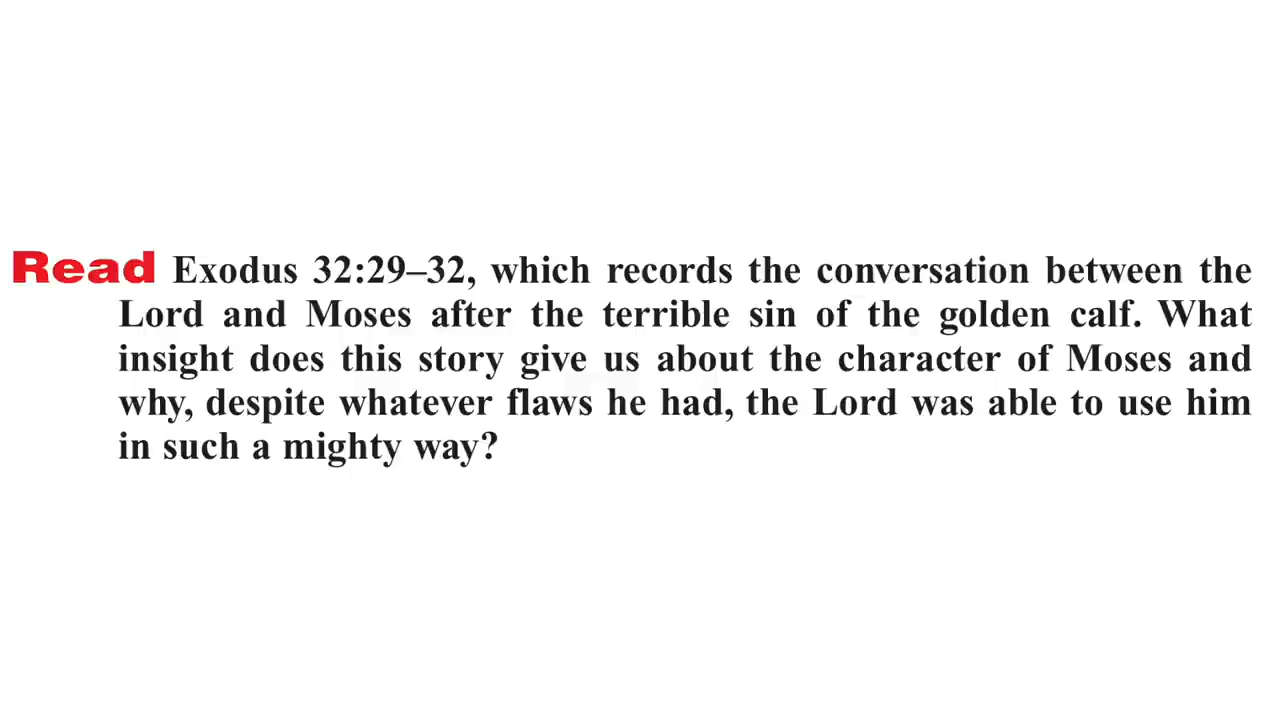 Read Exodus 32:29–32, which records the conversation between the
Lord and Moses after the terrible sin of the golden calf. What
insight does this story give us about the character of Moses and
why, despite whatever flaws he had, the Lord was able to use him
in such a mighty way?